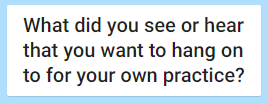 What did you see or hear
that you want to hang on
to for your own practice?